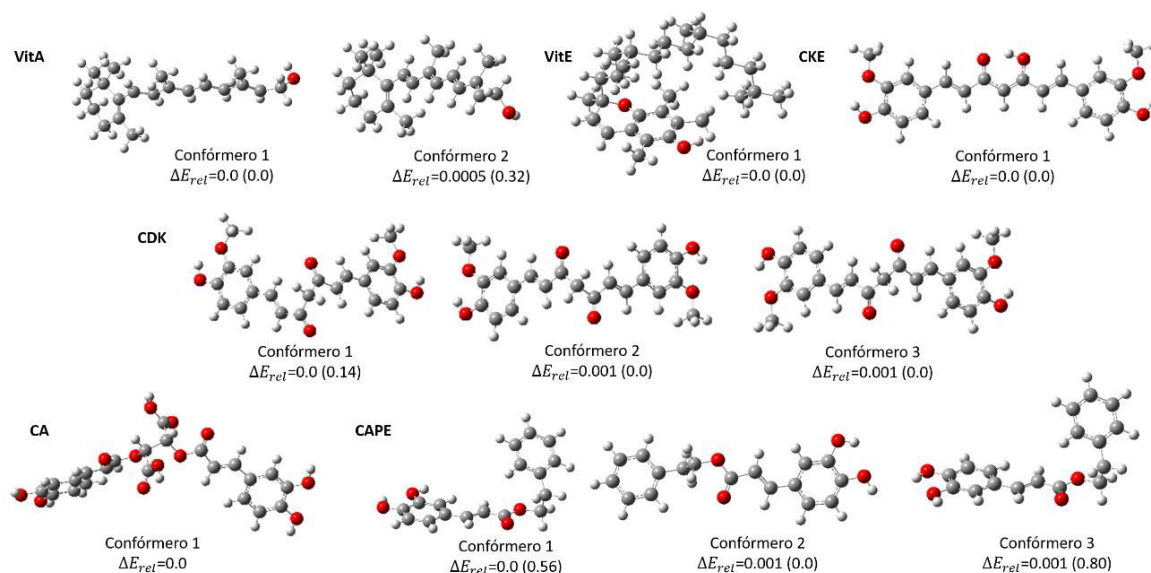 VitA
VitE
CKE
Confórmero 1
ΔE_rel=0.0 (0.0)
Confórmero 2
ΔE_rel=0.0005 (0.32)
Confórmero 1
ΔE_rel=0.0 (0.0)
Confórmero 1
ΔE_rel=0.0 (0.0)
CDK
Confórmero 1
ΔE_rel=0.0 (0.14)
Confórmero 2
ΔE_rel=0.001 (0.0)
Confórmero 3
ΔE_rel=0.001 (0.0)
CA
CAPE
Confórmero 1
ΔE_rel=0.0
Confórmero 1
ΔE_rel=0.0 (0.56)
Confórmero 2
ΔE_rel=0.001 (0.0)
Confórmero 3
ΔE_rel=0.001 (0.80)